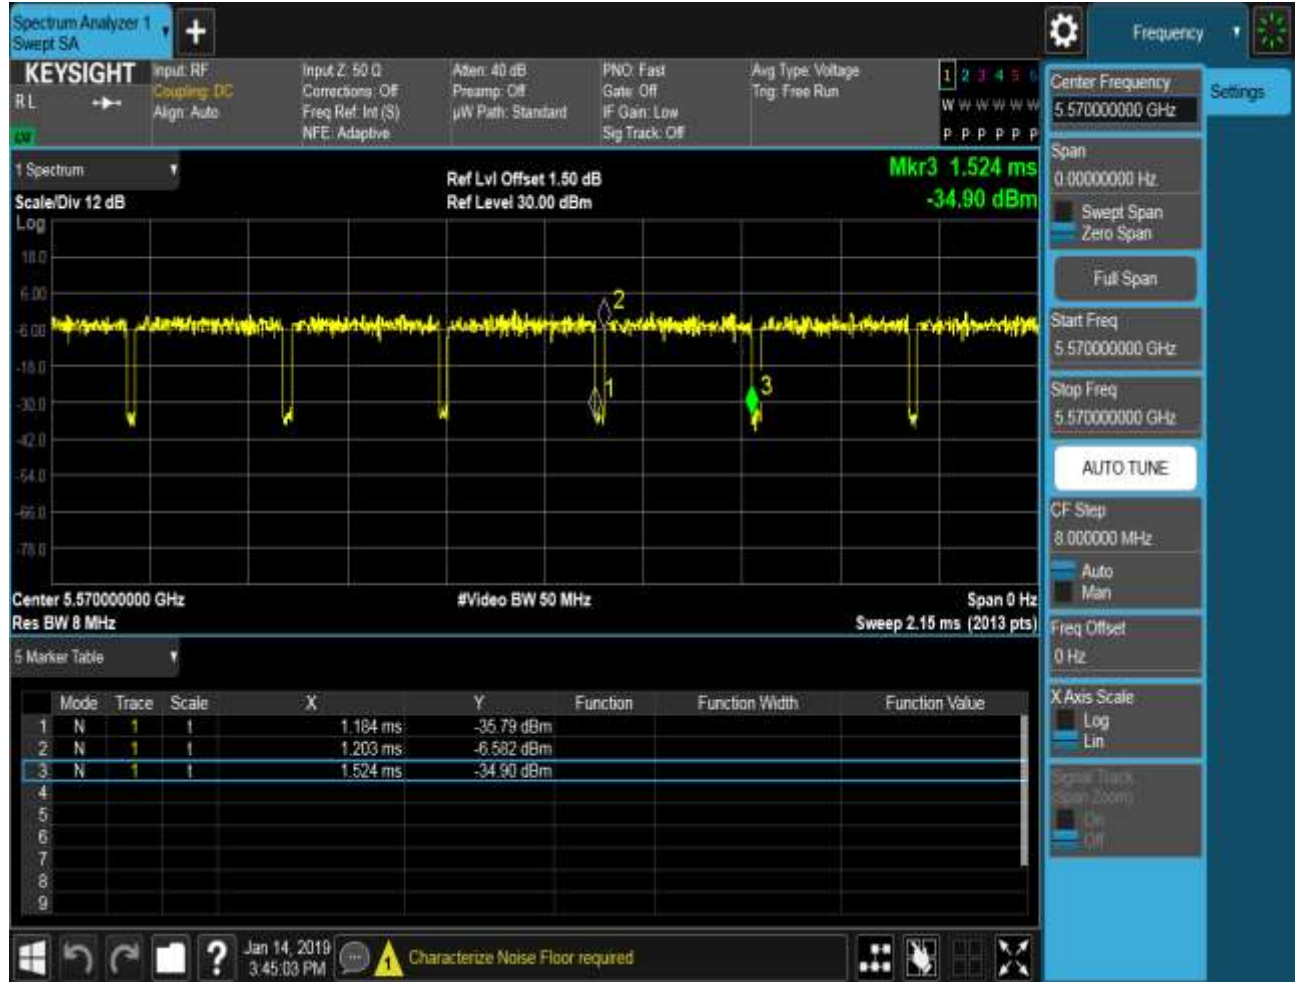 Spectrum Analyzer 1
Swept SA
+
Frequency
KEYSIGHT
RL
Input: RF
Coupling: DC
Align: Auto
Input Z: 50 Ω
Corrections: Off
Freq Ref: Int (S)
NFE: Adaptive
Atten: 40 dB
Preamp: Off
µW Path: Standard
PNO: Fast
Gate: Off
IF Gain: Low
Sig Track: Off
Avg Type: Voltage
Trig: Free Run
1 2 3 4 5 6
W W W W W W
P P P P P P
1 Spectrum
Scale/Div 12 dB
Ref Lvl Offset 1.50 dB
Ref Level 30.00 dBm
Mkr3 1.524 ms
-34.90 dBm
Log
18.0
6.00
-6.00
-18.0
-30.0
-42.0
-54.0
-66.0
-78.0
2
1
3
Center 5.570000000 GHz
Res BW 8 MHz
#Video BW 50 MHz
Span 0 Hz
Sweep 2.15 ms (2013 pts)
5 Marker Table
Mode Trace Scale X Y Function Function Width Function Value
1 N 1 t 1.184 ms -35.79 dBm
2 N 1 t 1.203 ms -6.582 dBm
3 N 1 t 1.524 ms -34.90 dBm
4
5
6
7
8
9
Center Frequency
5.570000000 GHz
Settings
Span
0.00000000 Hz
Swept Span
Zero Span
Full Span
Start Freq
5.570000000 GHz
Stop Freq
5.570000000 GHz
AUTO TUNE
CF Step
8.000000 MHz
Auto
Man
Freq Offset
0 Hz
X Axis Scale
Log
Lin
Signal Track
(Span Zoom)
On
Off
?
Jan 14, 2019
3:45:03 PM
1
Characterize Noise Floor required